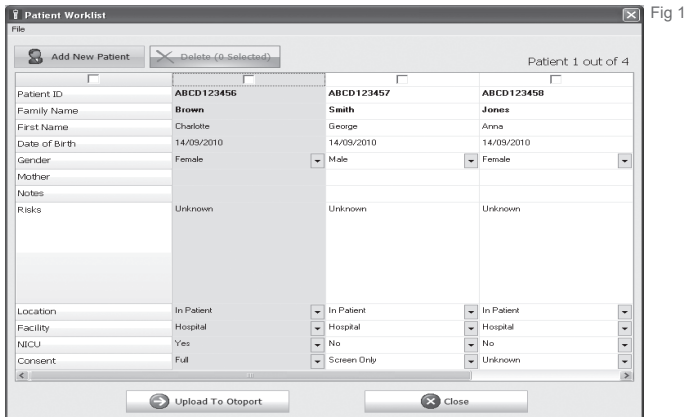 Patient Worklist
Fig 1
File
Add New Patient
Delete (0 Selected)
Patient 1 out of 4
Patient ID ABCD123456 ABCD123457 ABCD123458
Family Name Brown Smith Jones
First Name Charlotte George Anna
Date of Birth 14/09/2010 14/09/2010 14/09/2010
Gender Female Male Female
Mother
Notes
Risks Unknown Unknown Unknown
Location In Patient In Patient In Patient
Facility Hospital Hospital Hospital
NICU Yes No No
Consent Full Screen Only Unknown
Upload To Otoport Close